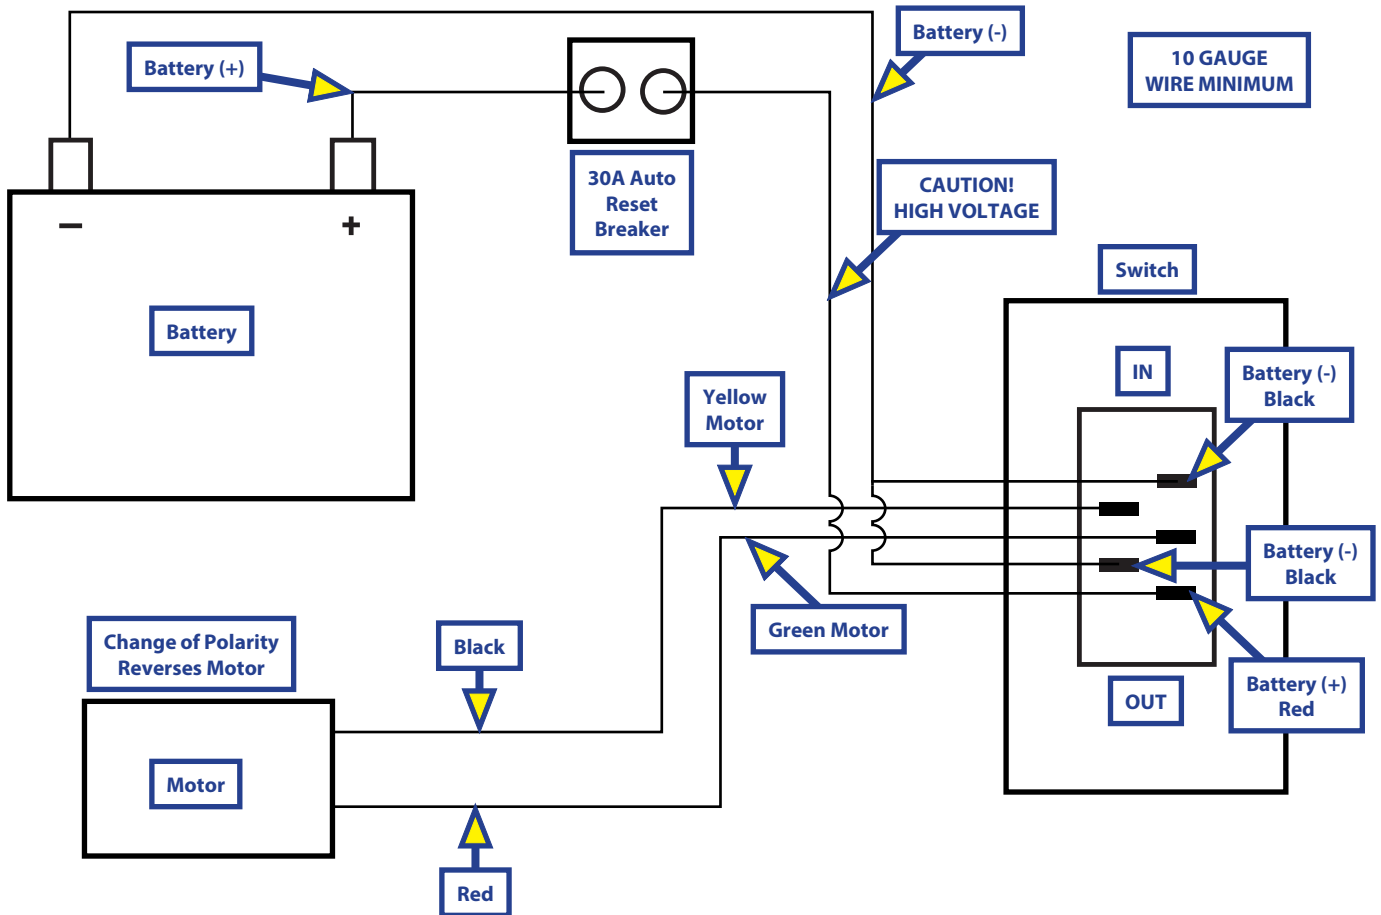 Battery (-)
10 GAUGE
WIRE MINIMUM
Battery (+)
30A Auto
Reset
Breaker
CAUTION!
HIGH VOLTAGE
–
+
Battery
Switch
IN
Battery (-)
Black
Yellow
Motor
Battery (-)
Black
Green Motor
Change of Polarity
Reverses Motor
Black
OUT
Battery (+)
Red
Motor
Red